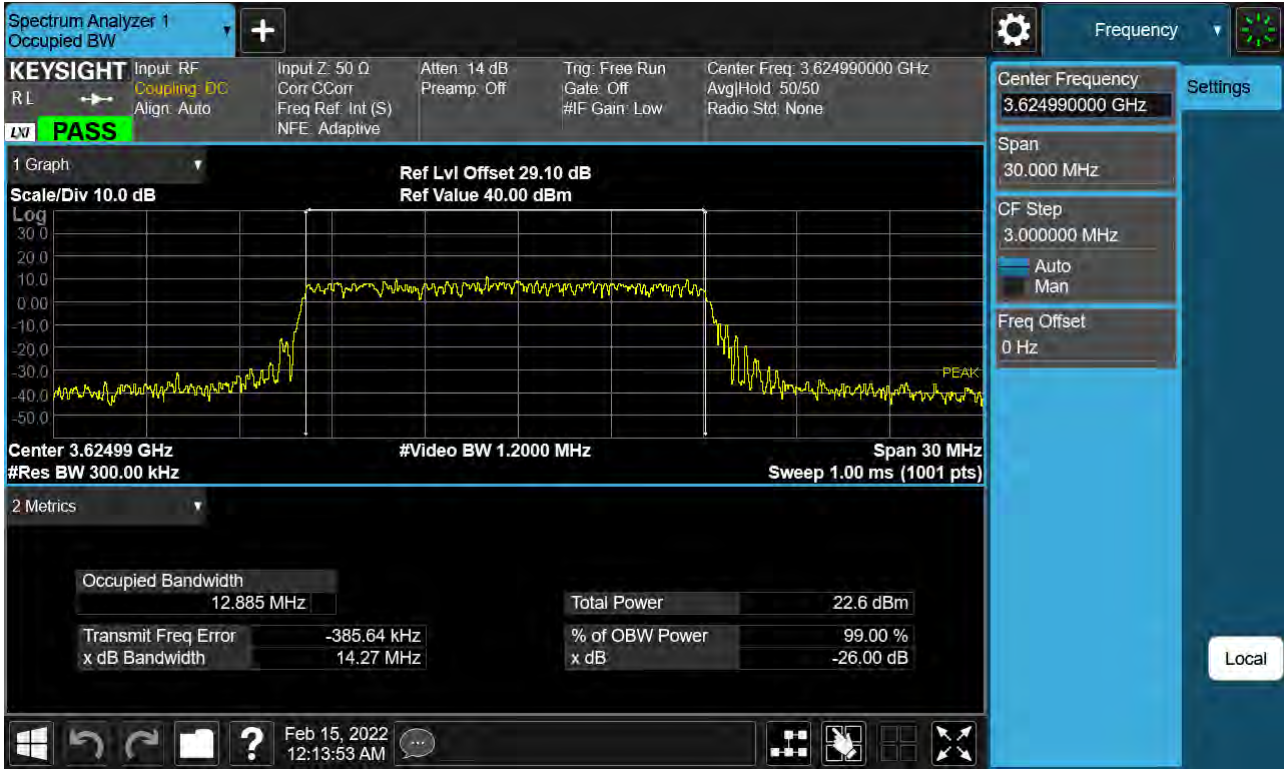 Spectrum Analyzer 1
Occupied BW
+
Frequency
KEYSIGHT
RL
LXI
PASS
Input: RF
Coupling: DC
Align: Auto
Input Z: 50 Ω
Corr CCorr
Freq Ref: Int (S)
NFE: Adaptive
Atten: 14 dB
Preamp: Off
Trig: Free Run
Gate: Off
#IF Gain: Low
Center Freq: 3.624990000 GHz
Avg|Hold: 50/50
Radio Std: None
Center Frequency
3.624990000 GHz
Settings
Span
30.000 MHz
CF Step
3.000000 MHz
Auto
Man
Freq Offset
0 Hz
Local
1 Graph
Scale/Div 10.0 dB
Ref Lvl Offset 29.10 dB
Ref Value 40.00 dBm
Log
30.0
20.0
10.0
0.00
-10.0
-20.0
-30.0
-40.0
-50.0
PEAK
Center 3.62499 GHz
#Video BW 1.2000 MHz
Span 30 MHz
#Res BW 300.00 kHz
Sweep 1.00 ms (1001 pts)
2 Metrics
Occupied Bandwidth
12.885 MHz
Total Power 22.6 dBm
Transmit Freq Error -385.64 kHz
% of OBW Power 99.00 %
x dB Bandwidth 14.27 MHz
x dB -26.00 dB
?
Feb 15, 2022
12:13:53 AM